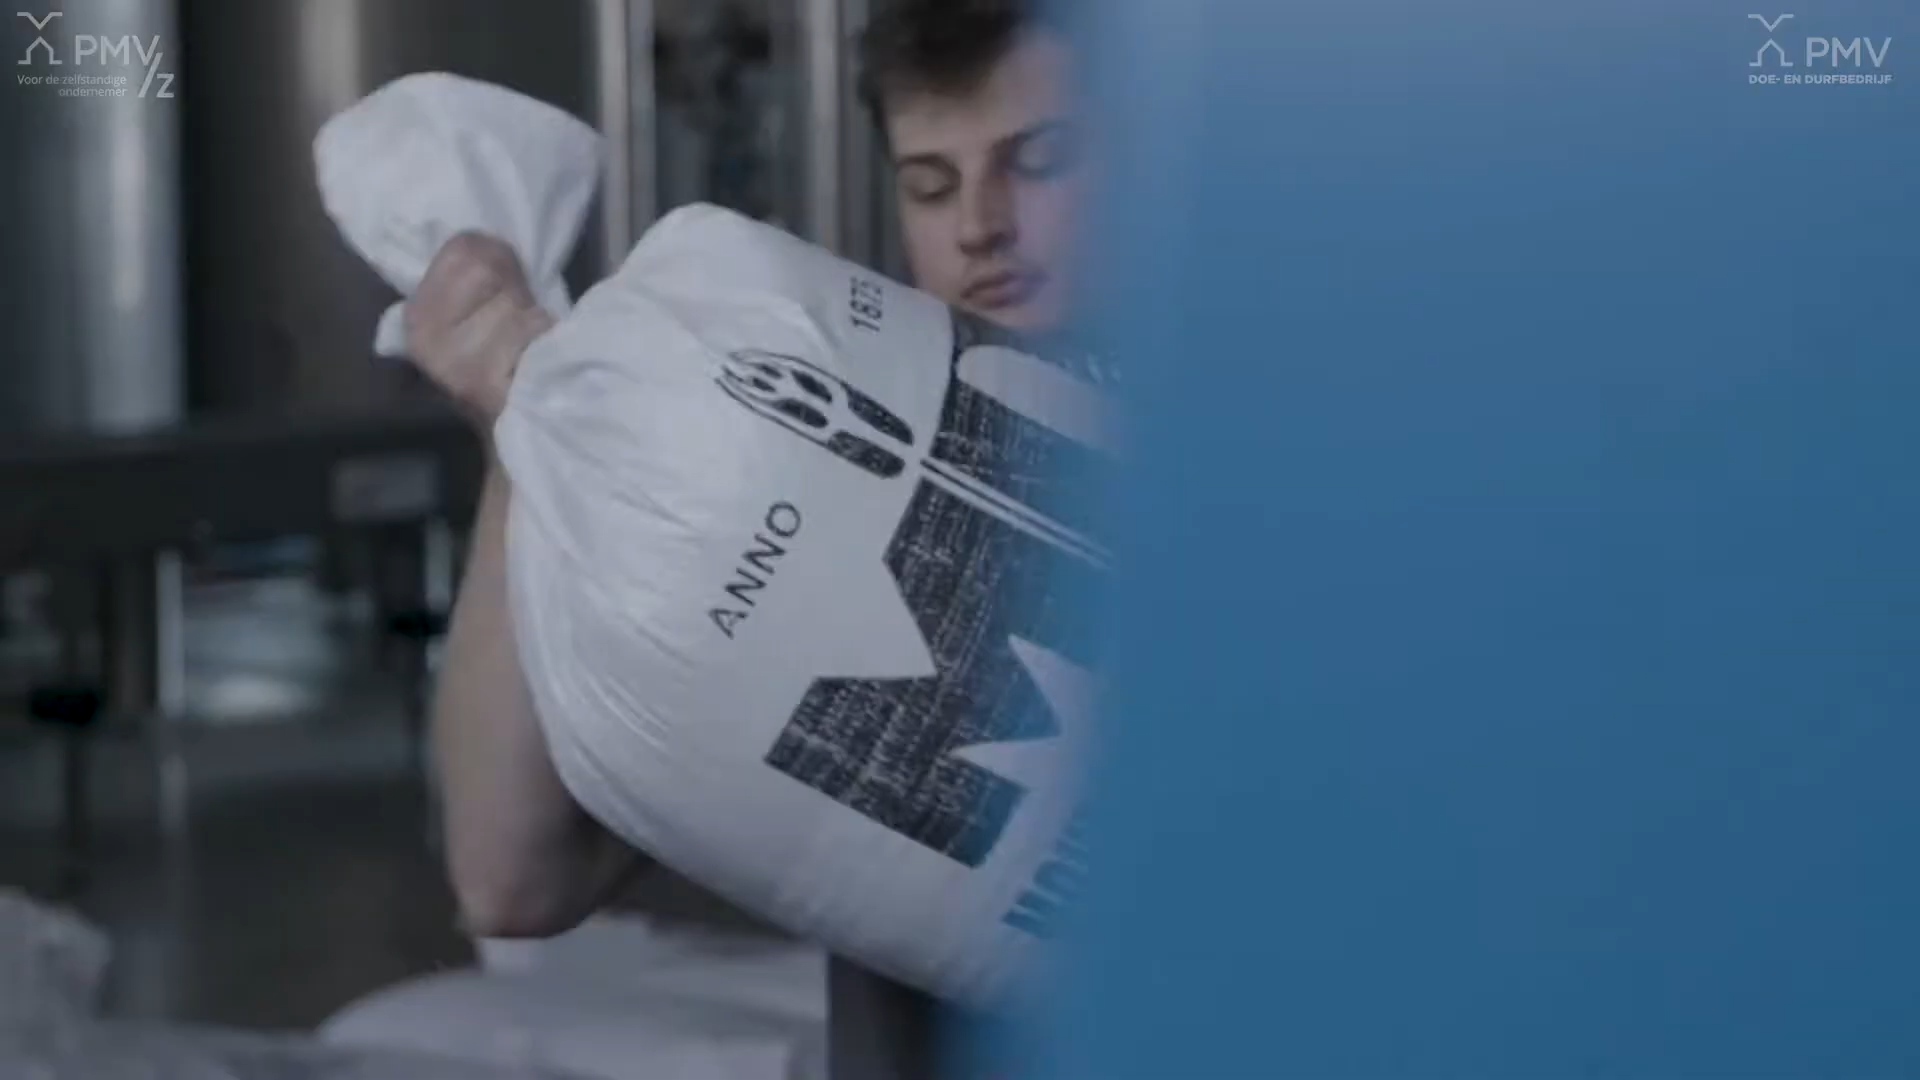 PMV/z
Voor de zelfstandige
ondernemer
PMV
DOE- EN DURFBEDRIJF
1875
ANNO